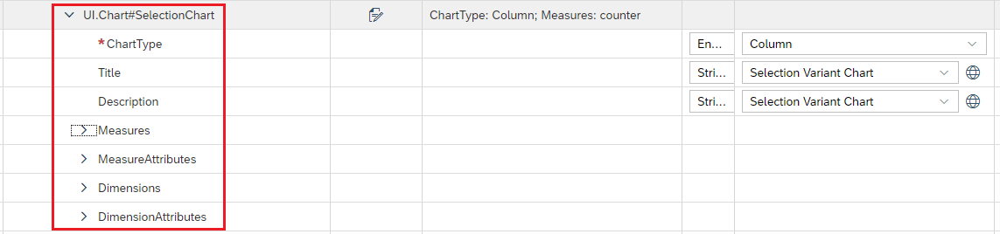 UI.Chart#SelectionChart ChartType: Column; Measures: counter
*ChartType En... Column
Title Stri... Selection Variant Chart
Description Stri... Selection Variant Chart
Measures
MeasureAttributes
Dimensions
DimensionAttributes